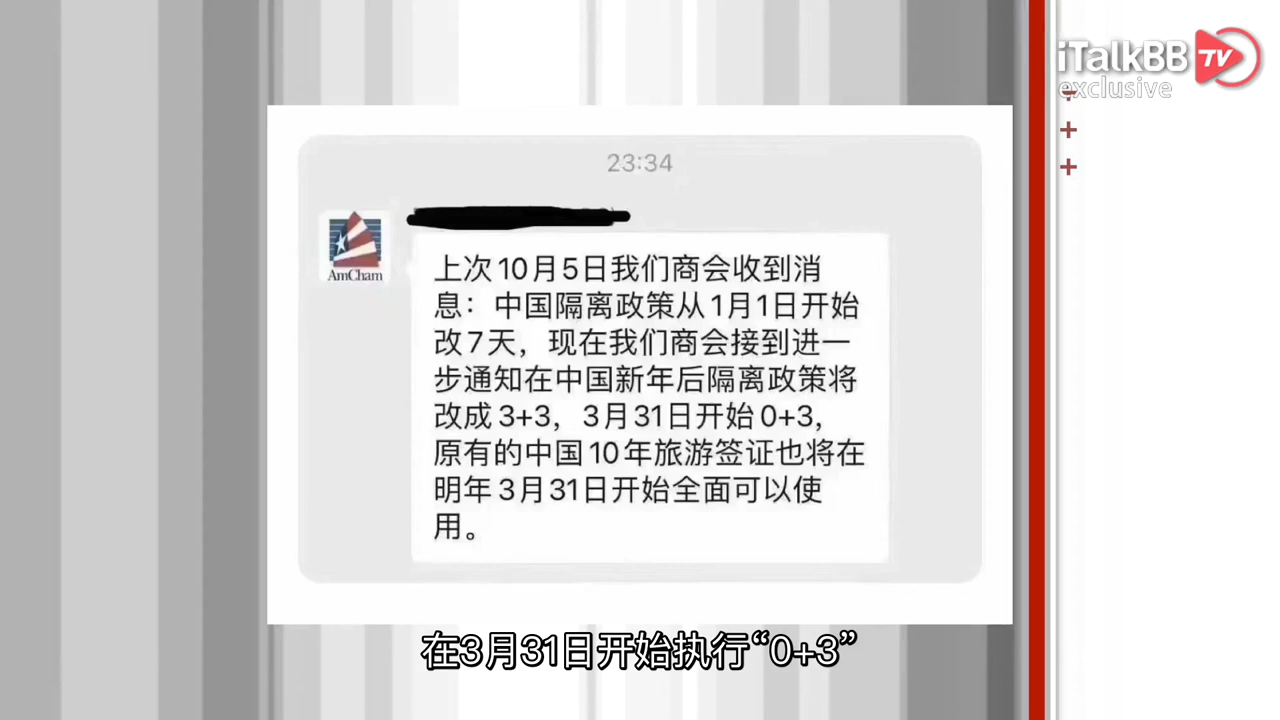 iTalkBB TV
exclusive
23:34
AmCham
上次10月5日我们商会收到消
息：中国隔离政策从1月1日开始
改7天，现在我们商会接到进一
步通知在中国新年后隔离政策将
改成3+3，3月31日开始0+3，
原有的中国10年旅游签证也将在
明年3月31日开始全面可以使
用。
在3月31日开始执行“0+3”